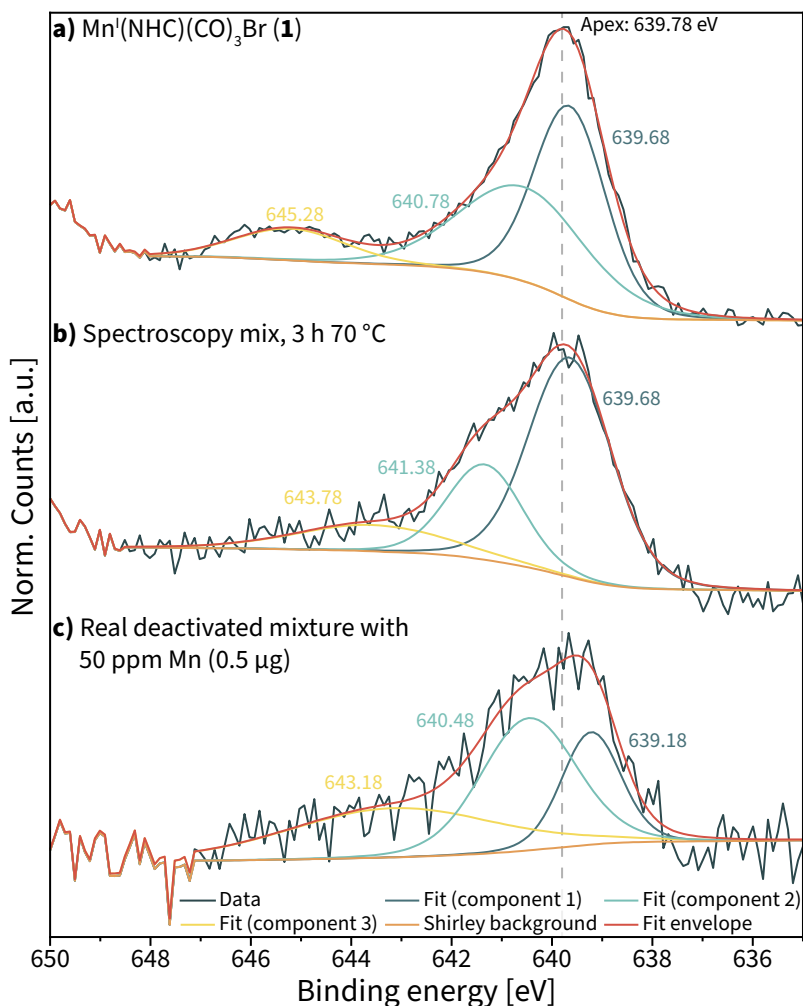 a) Mnᴵ(NHC)(CO)₃Br (1)
Apex: 639.78 eV
639.68
640.78
645.28
b) Spectroscopy mix, 3 h 70 °C
639.68
641.38
643.78
c) Real deactivated mixture with
50 ppm Mn (0.5 µg)
640.48
639.18
643.18
Norm. Counts [a.u.]
Data
Fit (component 1)
Fit (component 2)
Fit (component 3)
Shirley background
Fit envelope
650 648 646 644 642 640 638 636
Binding energy [eV]